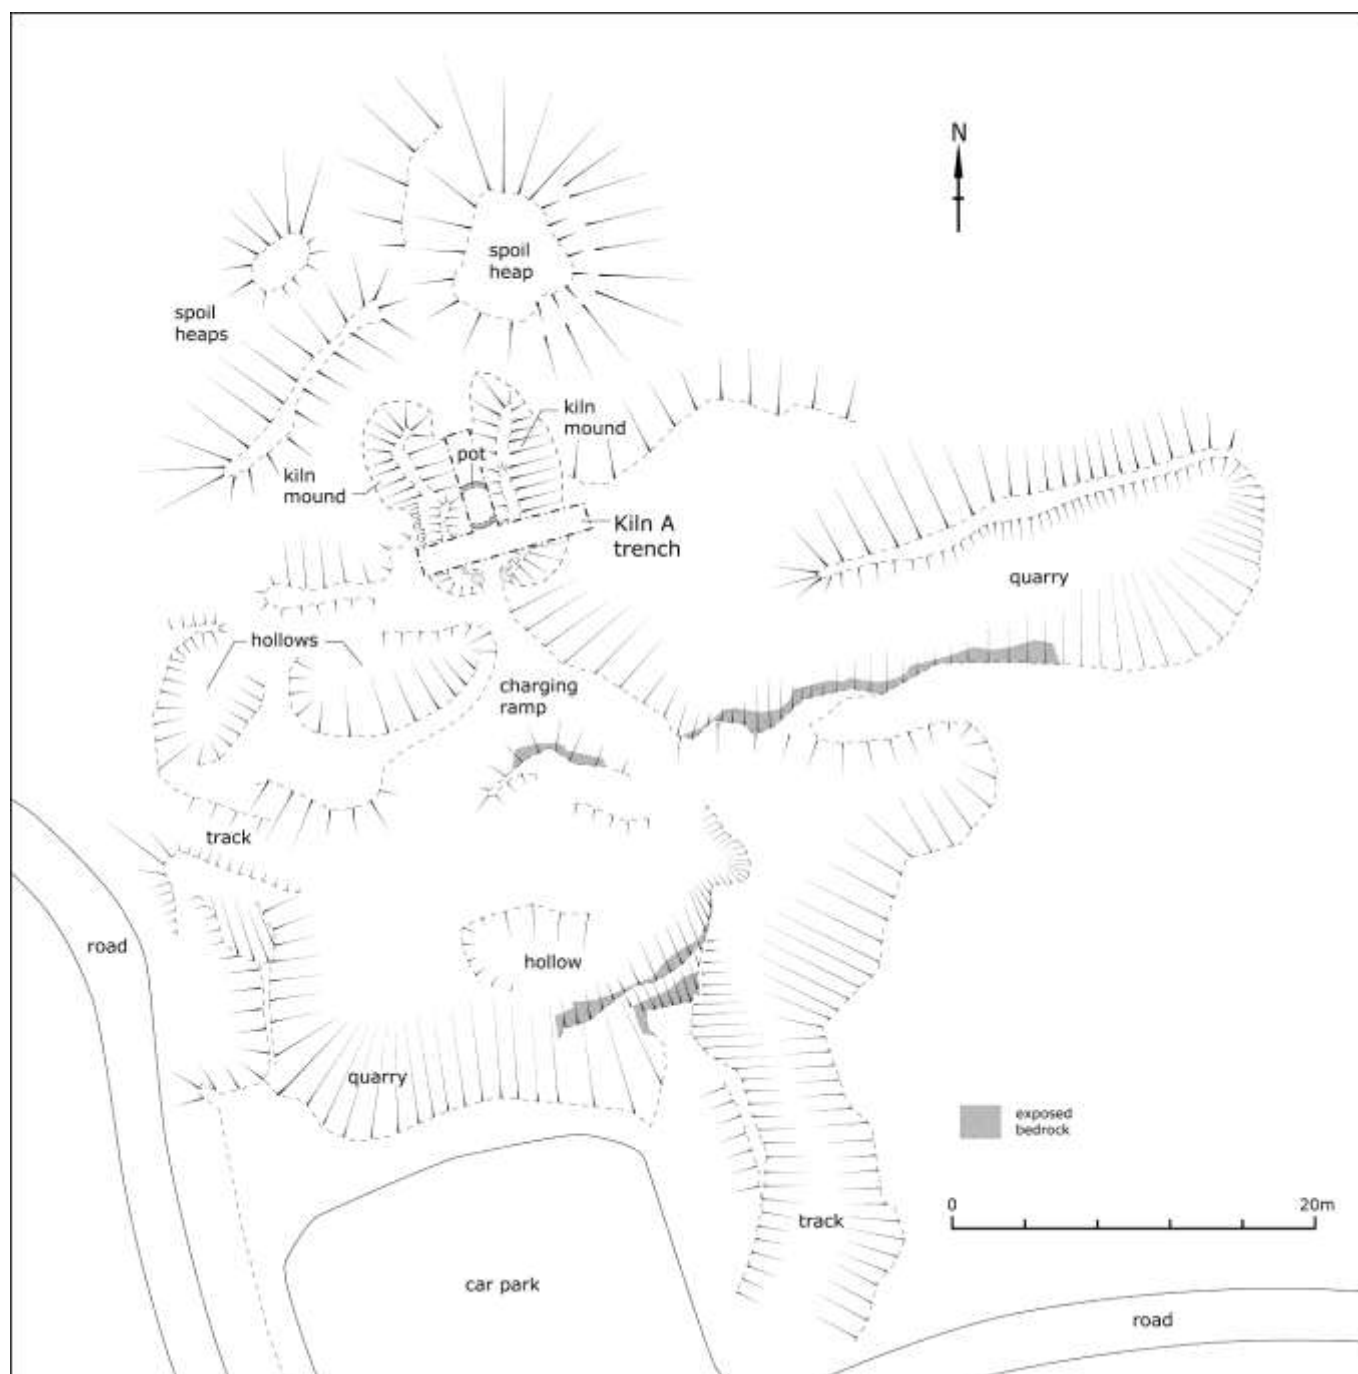 N
spoil
heap
spoil
heaps
kiln
mound
pot
kiln
mound
Kiln A
trench
quarry
hollows
charging
ramp
track
road
hollow
quarry
exposed
bedrock
0
20m
track
car park
road